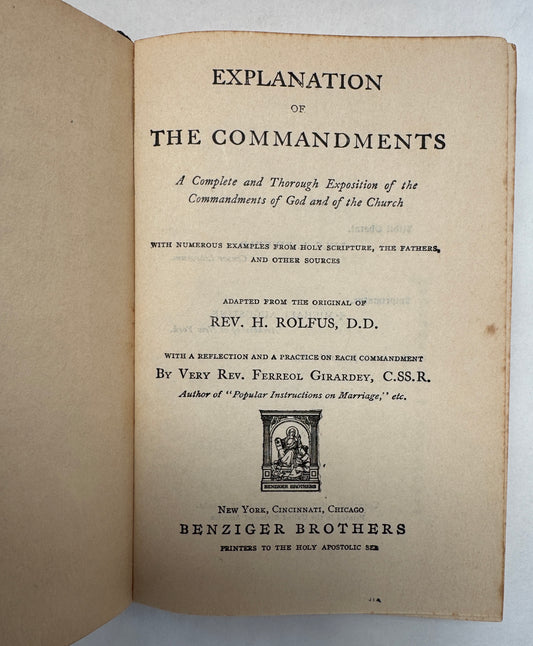 EXPLANATION
OF
THE COMMANDMENTS
A Complete and Thorough Exposition of the
Commandments of God and of the Church
WITH NUMEROUS EXAMPLES FROM HOLY SCRIPTURE, THE FATHERS,
AND OTHER SOURCES
ADAPTED FROM THE ORIGINAL OF
REV. H. ROLFUS, D.D.
WITH A REFLECTION AND A PRACTICE ON EACH COMMANDMENT
BY VERY REV. FERREOL GIRARDEY, C.SS.R.
Author of "Popular Instructions on Marriage," etc.
BENZIGER BROTHERS
NEW YORK, CINCINNATI, CHICAGO
BENZIGER BROTHERS
PRINTERS TO THE HOLY APOSTOLIC SEE